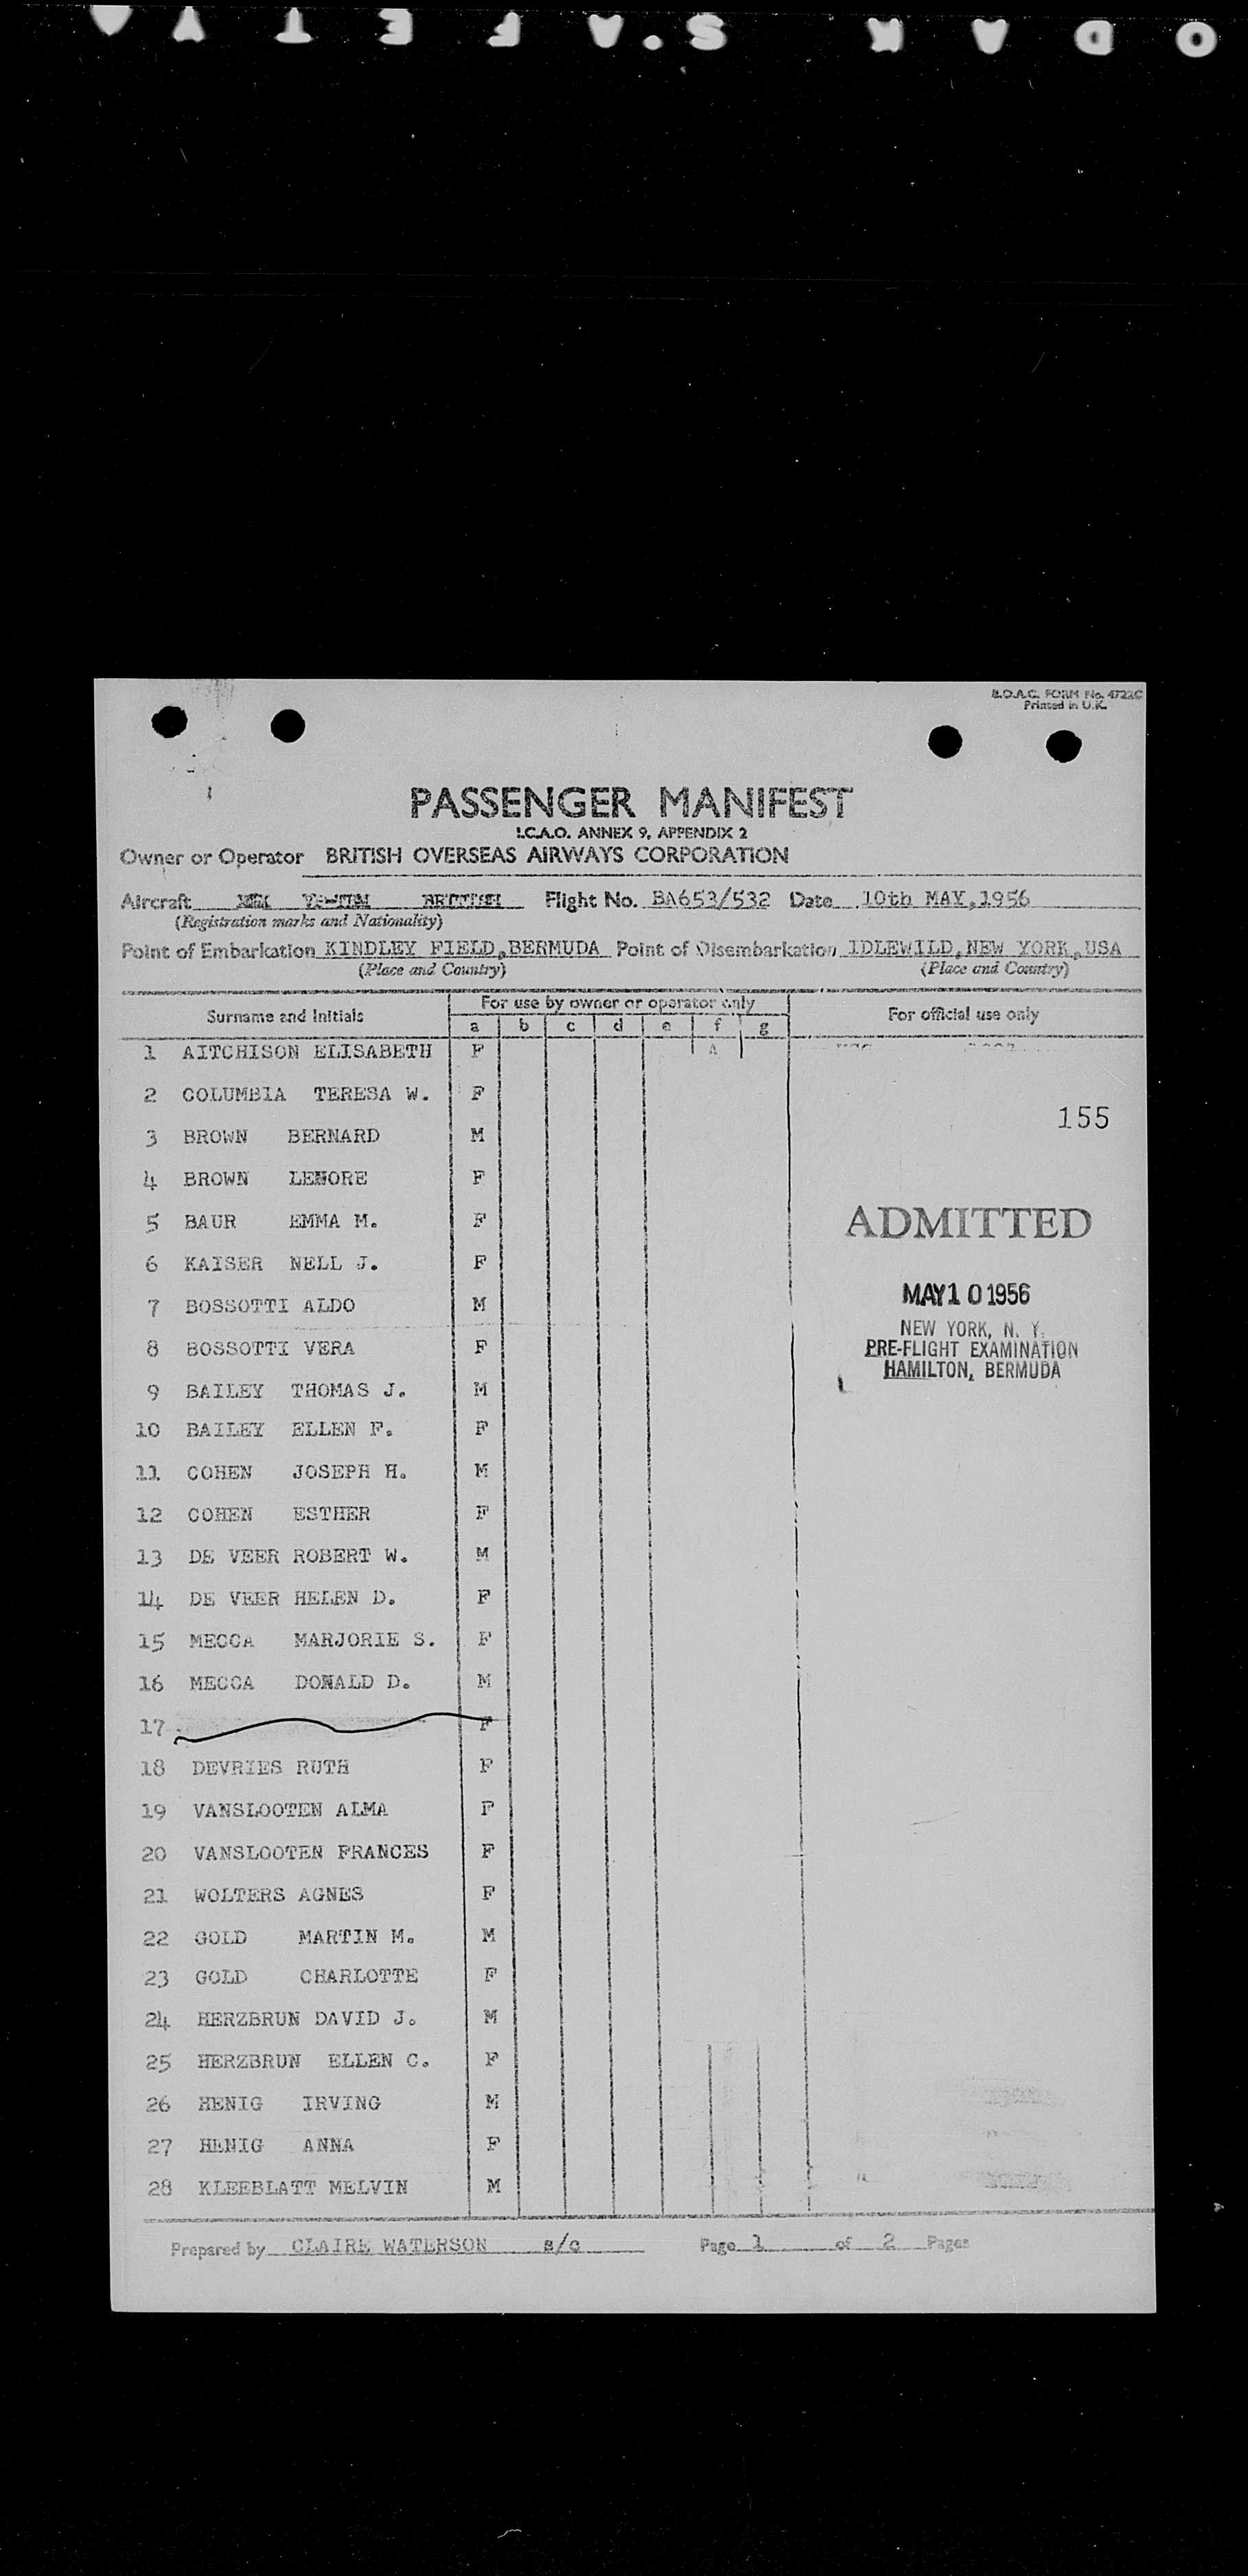 KODAK S.AFETY
B.O.A.C. FORM No. 4722C
Printed in U.K.
PASSENGER MANIFEST
I.C.A.O. ANNEX 9, APPENDIX 2
Owner or Operator BRITISH OVERSEAS AIRWAYS CORPORATION
Aircraft BRITISH Flight No. BA653/532 Date 10th MAY,1956
(Registration marks and Nationality)
Point of Embarkation KINDLEY FIELD,BERMUDA Point of Disembarkation IDLEWILD,NEW YORK,USA
(Place and Country) (Place and Country)
Surname and Initials For use by owner or operator only For official use only
a b c d e f g
1 AITCHISON ELISABETH F A
2 COLUMBIA TERESA W. F
155
3 BROWN BERNARD M
4 BROWN LENORE F
5 BAUR EMMA M. F
ADMITTED
6 KAISER NELL J. F
7 BOSSOTTI ALDO M
MAY 10 1956
NEW YORK, N. Y.
8 BOSSOTTI VERA F
PRE-FLIGHT EXAMINATION
HAMILTON, BERMUDA
9 BAILEY THOMAS J. M
10 BAILEY ELLEN F. F
11 COHEN JOSEPH H. M
12 COHEN ESTHER F
13 DE VEER ROBERT W. M
14 DE VEER HELEN D. F
15 MECCA MARJORIE S. F
16 MECCA DONALD D. M
17 F
18 DEVRIES RUTH F
19 VANSLOOTEN ALMA F
20 VANSLOOTEN FRANCES F
21 WOLTERS AGNES F
22 GOLD MARTIN M. M
23 GOLD CHARLOTTE F
24 HERZBRUN DAVID J. M
25 HERZBRUN ELLEN C. F
26 HENIG IRVING M
27 HENIG ANNA F
28 KLEEBLATT MELVIN M
Prepared by CLAIRE WATERSON s/c Page 1 of 2 Pages